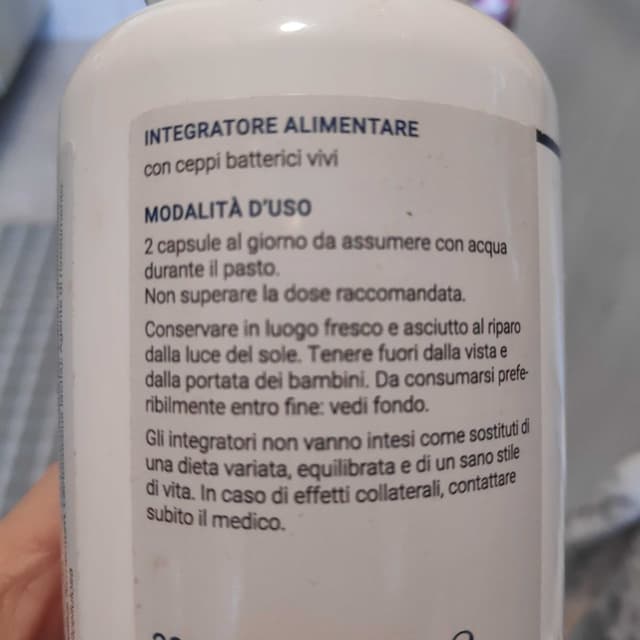 INTEGRATORE ALIMENTARE
con ceppi batterici vivi
MODALITÀ D'USO
2 capsule al giorno da assumere con acqua
durante il pasto.
Non superare la dose raccomandata.
Conservare in luogo fresco e asciutto al riparo
dalla luce del sole. Tenere fuori dalla vista e
dalla portata dei bambini. Da consumarsi prefe-
ribilmente entro fine: vedi fondo.
Gli integratori non vanno intesi come sostituti di
una dieta variata, equilibrata e di un sano stile
di vita. In caso di effetti collaterali, contattare
subito il medico.